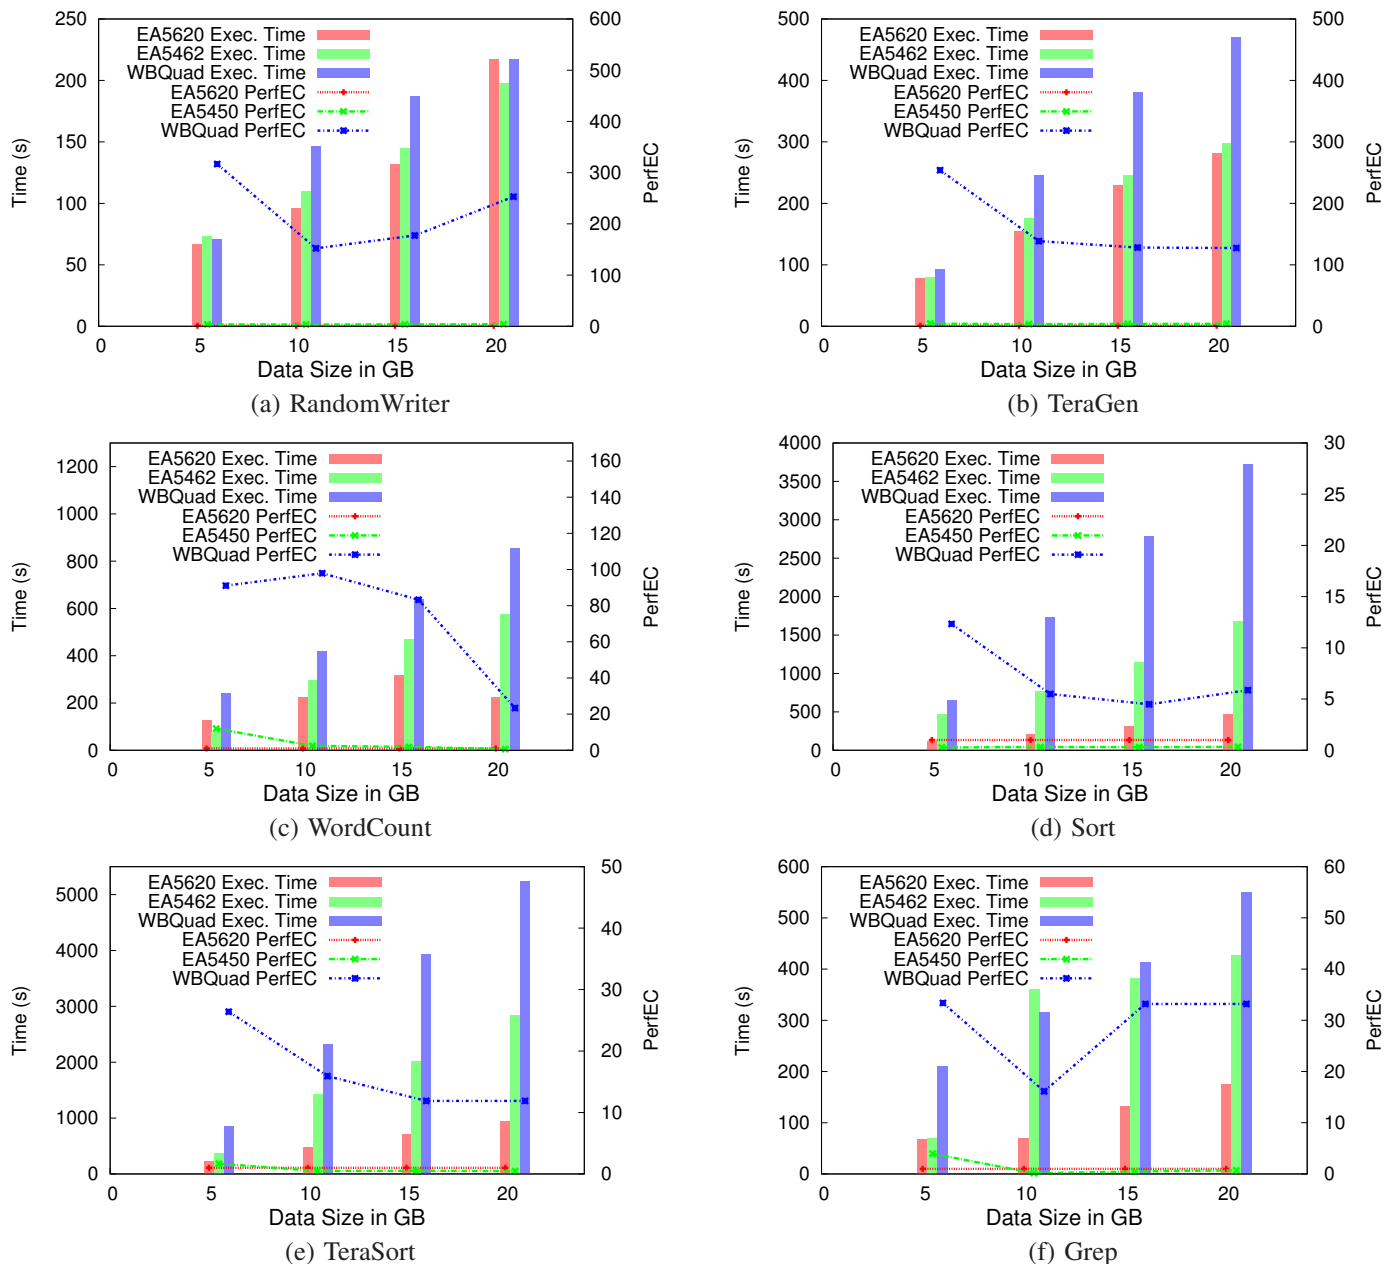 250
200
150
100
50
0
600
500
400
300
200
100
0
0
5
10
15
20
Time (s)
PerfEC
EA5620 Exec. Time
EA5462 Exec. Time
WBQuad Exec. Time
EA5620 PerfEC
EA5450 PerfEC
WBQuad PerfEC
Data Size in GB
(a) RandomWriter
500
400
300
200
100
0
500
400
300
200
100
0
0
5
10
15
20
Time (s)
PerfEC
EA5620 Exec. Time
EA5462 Exec. Time
WBQuad Exec. Time
EA5620 PerfEC
EA5450 PerfEC
WBQuad PerfEC
Data Size in GB
(b) TeraGen
1200
1000
800
600
400
200
0
160
140
120
100
80
60
40
20
0
0
5
10
15
20
Time (s)
PerfEC
EA5620 Exec. Time
EA5462 Exec. Time
WBQuad Exec. Time
EA5620 PerfEC
EA5450 PerfEC
WBQuad PerfEC
Data Size in GB
(c) WordCount
4000
3500
3000
2500
2000
1500
1000
500
0
30
25
20
15
10
5
0
0
5
10
15
20
Time (s)
PerfEC
EA5620 Exec. Time
EA5462 Exec. Time
WBQuad Exec. Time
EA5620 PerfEC
EA5450 PerfEC
WBQuad PerfEC
Data Size in GB
(d) Sort
5000
4000
3000
2000
1000
0
50
40
30
20
10
0
0
5
10
15
20
Time (s)
PerfEC
EA5620 Exec. Time
EA5462 Exec. Time
WBQuad Exec. Time
EA5620 PerfEC
EA5450 PerfEC
WBQuad PerfEC
Data Size in GB
(e) TeraSort
600
500
400
300
200
100
0
60
50
40
30
20
10
0
0
5
10
15
20
Time (s)
PerfEC
EA5620 Exec. Time
EA5462 Exec. Time
WBQuad Exec. Time
EA5620 PerfEC
EA5450 PerfEC
WBQuad PerfEC
Data Size in GB
(f) Grep